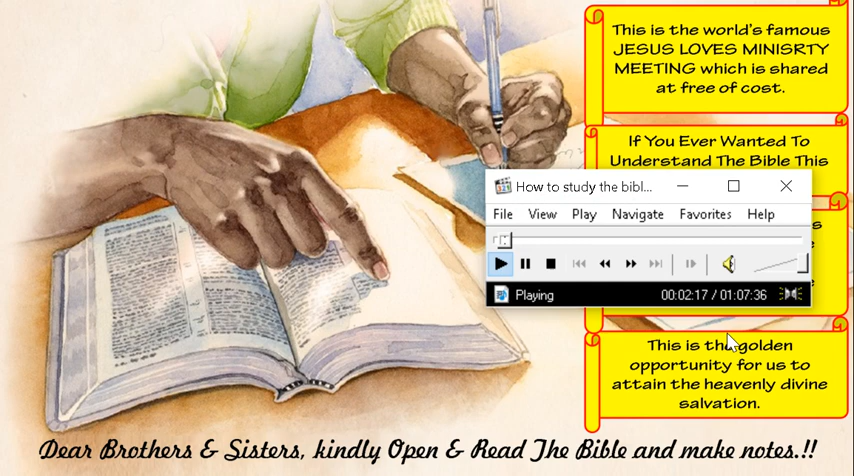 This is the world's famous
JESUS LOVES MINISRTY
MEETING which is shared
at free of cost.
If You Ever Wanted To
Understand The Bible This
How to study the bibl...
File View Play Navigate Favorites Help
Playing 00:02:17 / 01:07:36
This is the golden
opportunity for us to
attain the heavenly divine
salvation.
Dear Brothers & Sisters, kindly Open & Read The Bible and make notes.!!